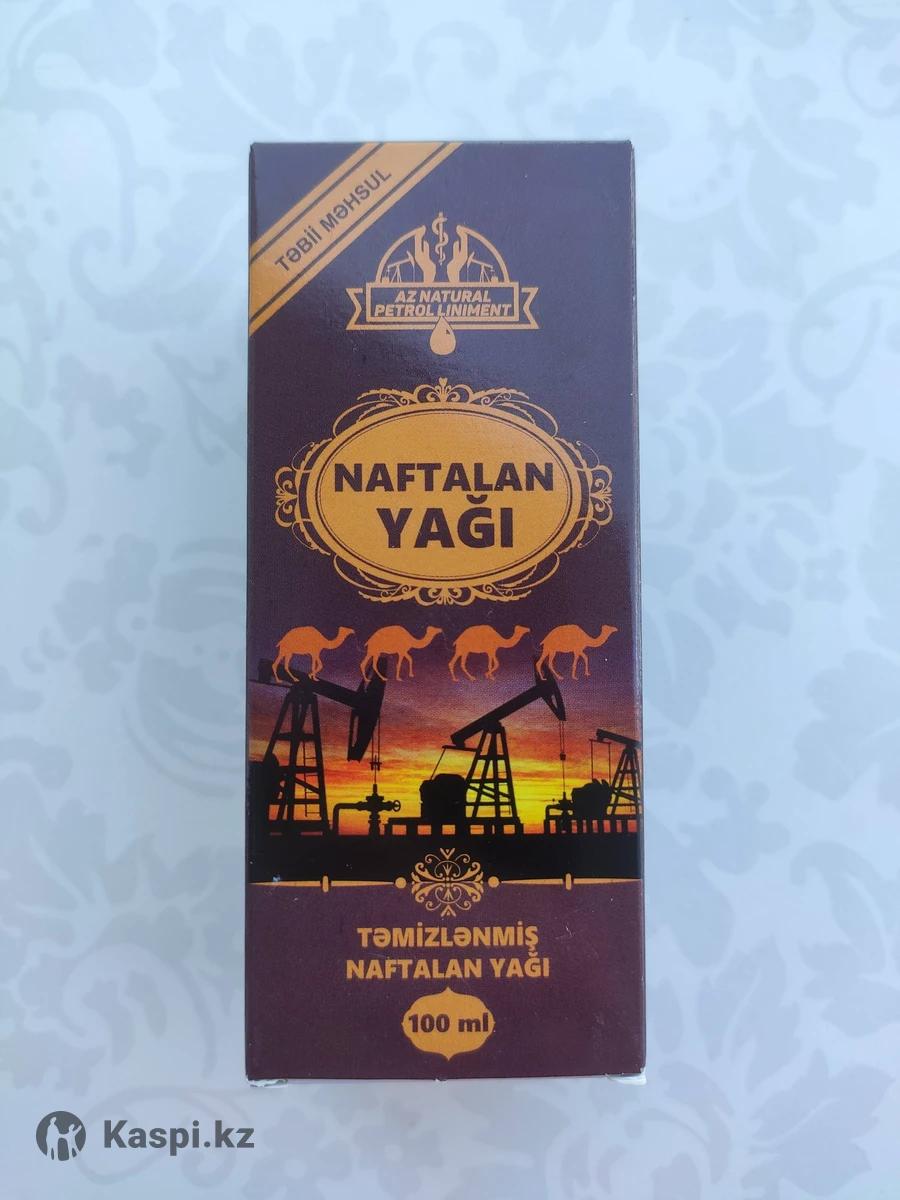 TƏBİİ MƏHSUL
AZ NATURAL
PETROL LINIMENT
NAFTALAN
YAĞI
TƏMİZLƏNMİŞ
NAFTALAN YAĞI
100 ml
Kaspi.kz